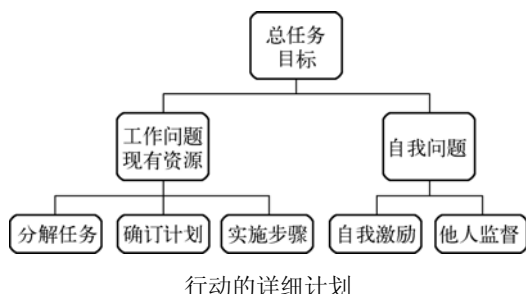 总任务
目标
工作问题
现有资源
自我问题
分解任务
确订计划
实施步骤
自我激励
他人监督
行动的详细计划